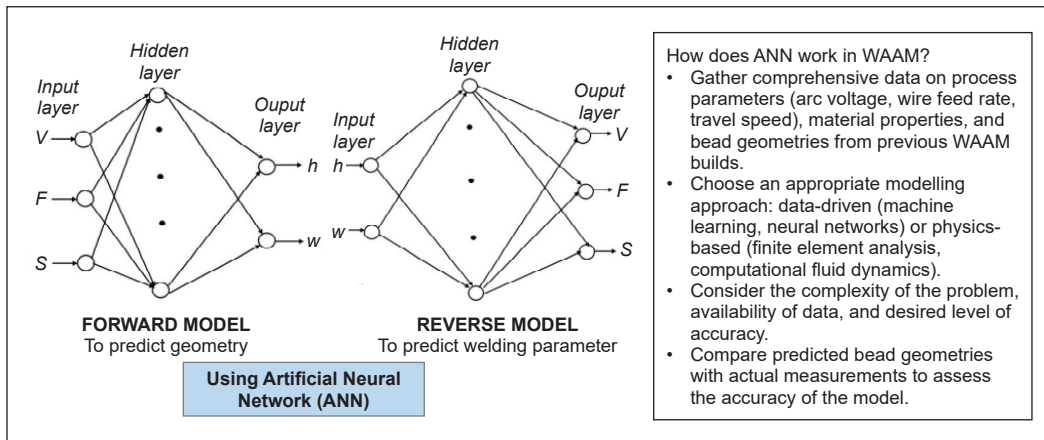 Hidden
layer
Input
layer
Ouput
layer
V
F
S
h
w
FORWARD MODEL
To predict geometry
Hidden
layer
Input
layer
Ouput
layer
h
w
V
F
S
REVERSE MODEL
To predict welding parameter
Using Artificial Neural
Network (ANN)
How does ANN work in WAAM?
• Gather comprehensive data on process
parameters (arc voltage, wire feed rate,
travel speed), material properties, and
bead geometries from previous WAAM
builds.
• Choose an appropriate modelling
approach: data-driven (machine
learning, neural networks) or physics-
based (finite element analysis,
computational fluid dynamics).
• Consider the complexity of the problem,
availability of data, and desired level of
accuracy.
• Compare predicted bead geometries
with actual measurements to assess
the accuracy of the model.